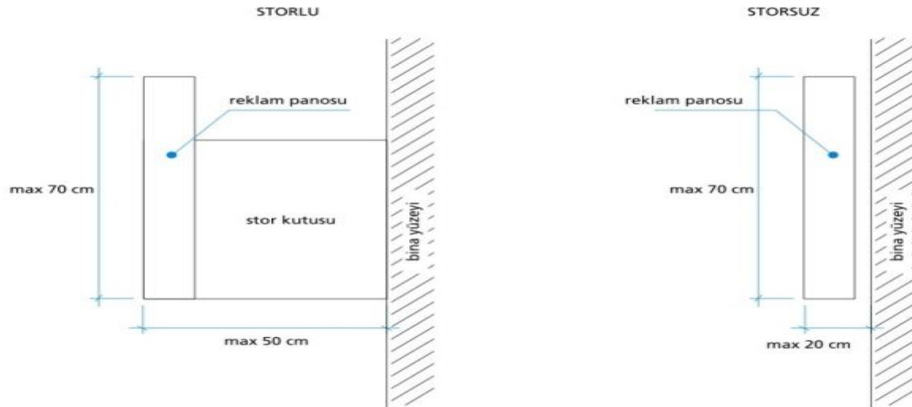 STORLU
reklam panosu
max 70 cm
stor kutusu
bina yüzeyi
max 50 cm
STORSUZ
reklam panosu
max 70 cm
bina yüzeyi
max 20 cm